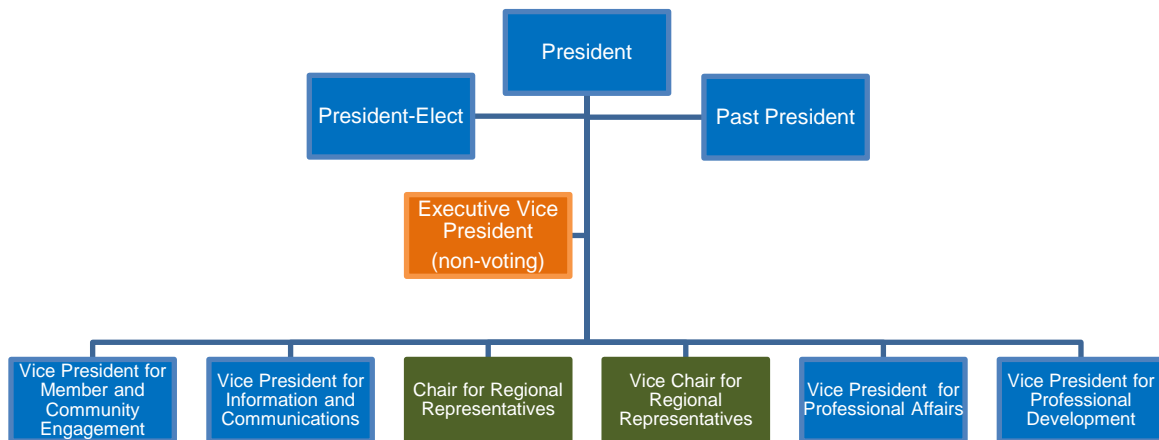 President
President-Elect
Past President
Executive Vice
President
(non-voting)
Vice President for
Member and
Community
Engagement
Vice President for
Information and
Communications
Chair for Regional
Representatives
Vice Chair for
Regional
Representatives
Vice President  for
Professional Affairs
Vice President for
Professional
Development